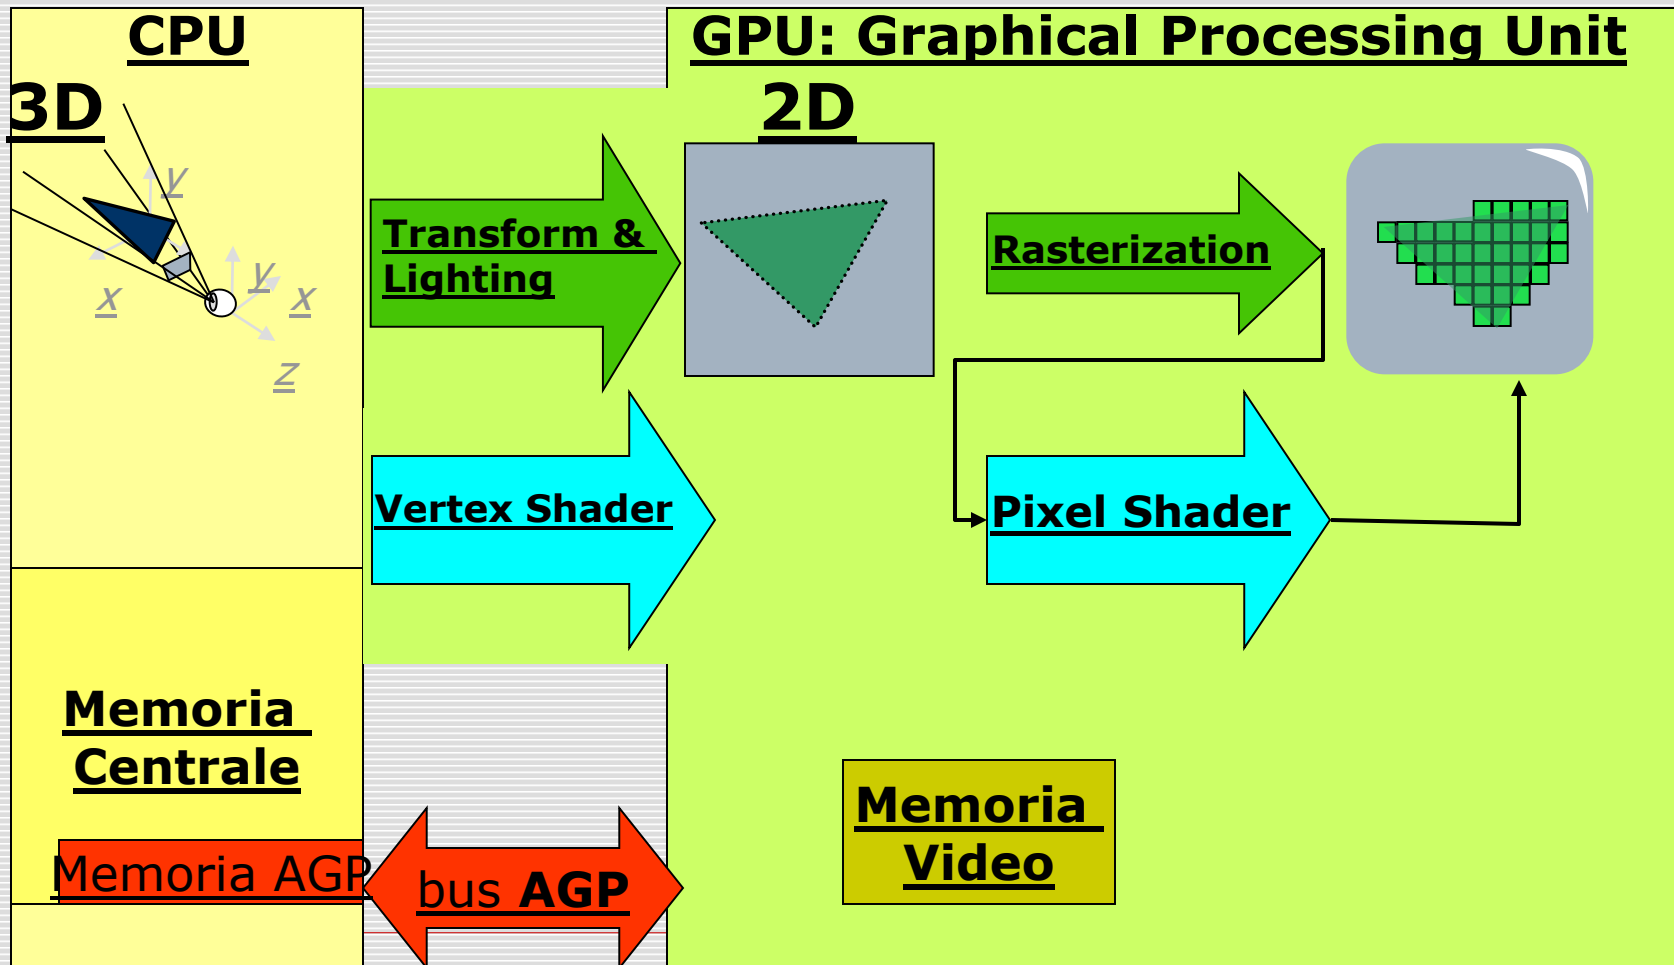 CPU
GPU: Graphical Processing Unit
3D
2D
y
x
y
x
z
Transform &
Lighting
Rasterization
Vertex Shader
Pixel Shader
Memoria
Centrale
Memoria AGP
bus AGP
Memoria
Video